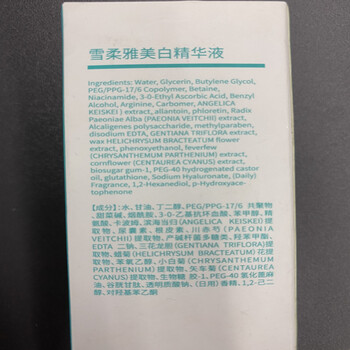 雪柔雅美白精华液
Ingredients: Water, Glycerin, Butylene Glycol,
PEG/PPG-17/6 Copolymer, Betaine,
Niacinamide, 3-0-Ethyl Ascorbic Acid, Benzyl
Alcohol, Arginine, Carbomer, ANGELICA
KEISKEI ) extract, allantoin, phloretin, Radix
Paeoniae Alba (PAEONIA VEITCHII) extract,
Alcaligenes polysaccharide, methylparaben,
disodium EDTA, GENTIANA TRIFLORA extract,
wax HELICHRYSUM BRACTEATUM flower
extract, phenoxyethanol, feverfew
(CHRYSANTHEMUM PARTHENIUM) extract,
cornflower (CENTAUREA CYANUS) extract,
biosugar gum-1, PEG-40 hydrogenated castor
oil, glutathione, Sodium Hyaluronate, (Daily)
Fragrance, 1,2-Hexanediol, p-Hydroxyace-
tophenone
【成分】:水、甘油、丁二醇、PEG/PPG-17/6 共聚物
、甜菜碱、烟酰胺、3-0-乙基抗坏血酸、苯甲醇、精
氨酸、卡波姆、滨海当归(ANGELICA KEISKEI)提
取物、尿囊素、根皮素、川赤芍(PAEONIA
VEITCHII)提取物、产碱杆菌多糖类、羟苯甲酯、
EDTA 二钠、三花龙胆(GENTIANA TRIFLORA)提
取物、蜡菊(HELICHRYSUM BRACTEATUM)花提
取物、苯氧乙醇、小白菊(CHRYSANTHEMUM
PARTHENIUM)提取物、矢车菊(CENTAUREA
CYANUS)提取物、生物糖 胶-1、PEG-40氢化蓖麻
油、谷胱甘肽、透明质酸钠、(日用)香精、1,2-己二
醇、对羟基苯乙酮